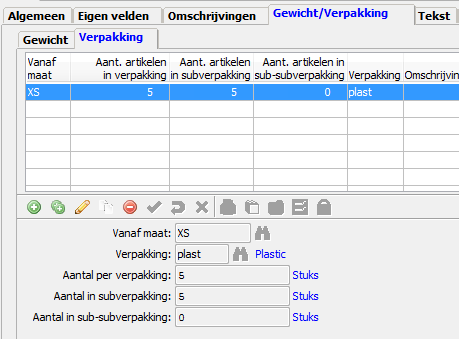 Algemeen Eigen velden Omschrijvingen Gewicht/Verpakking Tekst
Gewicht Verpakking
Vanaf Aant. artikelen Aant. artikelen Aant. artikelen in
maat in verpakking in subverpakking sub-subverpakking Verpakking Omschrijvin
XS 5 5 0 plast
Vanaf maat: XS
Verpakking: plast Plastic
Aantal per verpakking: 5 Stuks
Aantal in subverpakking: 5 Stuks
Aantal in sub-subverpakking: 0 Stuks